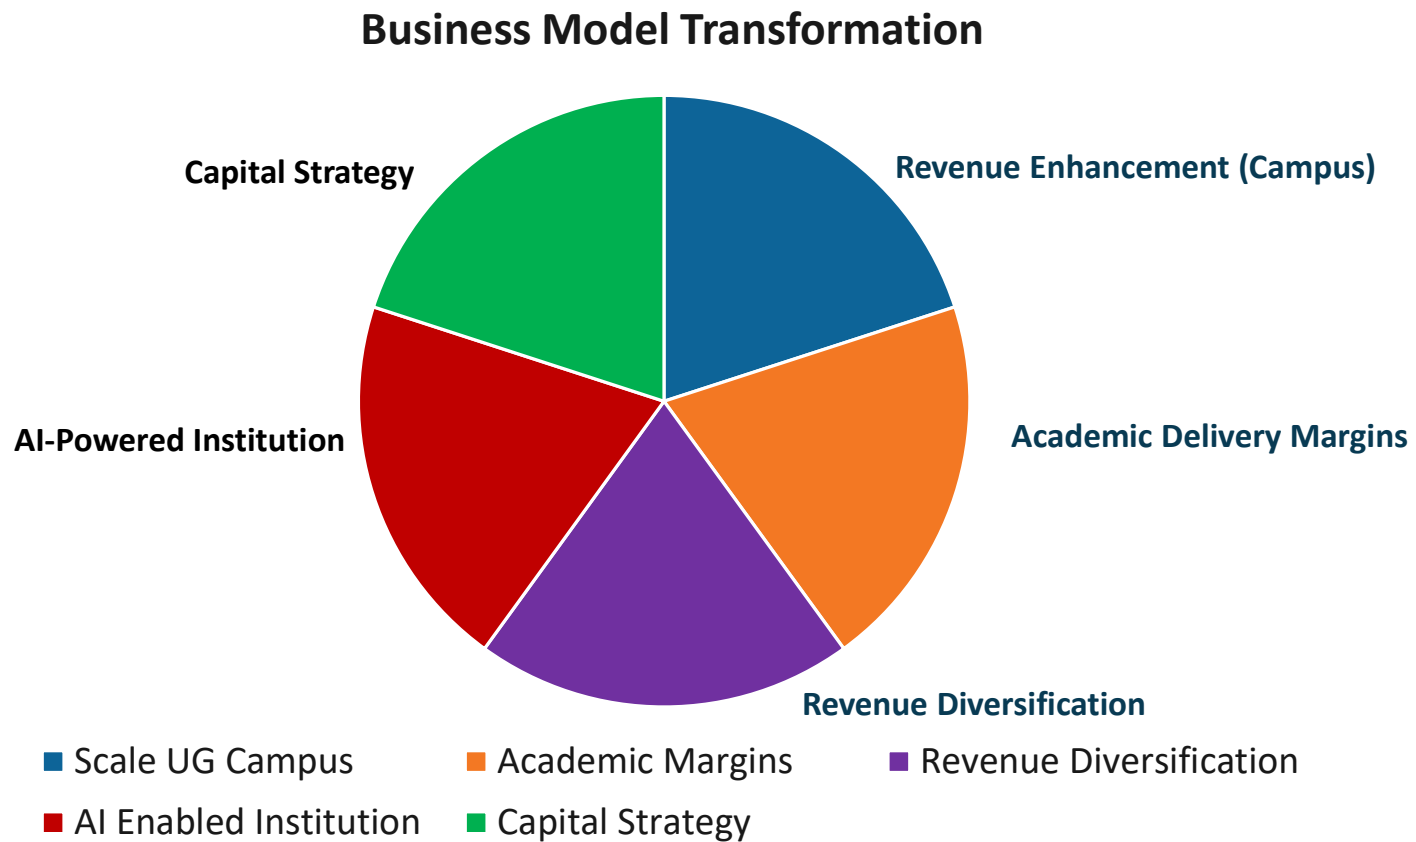 Business Model Transformation
Capital Strategy
Revenue Enhancement (Campus)
AI-Powered Institution
Academic Delivery Margins
Revenue Diversification
Scale UG Campus
Academic Margins
Revenue Diversification
AI Enabled Institution
Capital Strategy